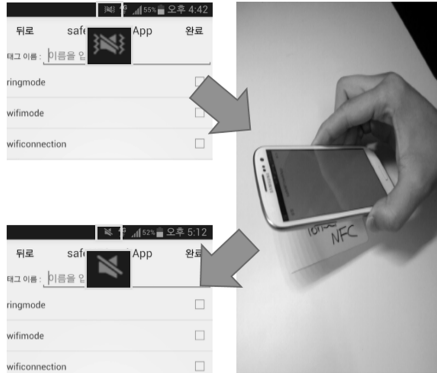 55% 오후 4:42
뒤로 safe App 완료
태그 이름 : 이름을 입
ringmode
wifimode
wificonnection
52% 오후 5:12
뒤로 safe App 완료
태그 이름 : 이름을 입
ringmode
wifimode
wificonnection
NFC